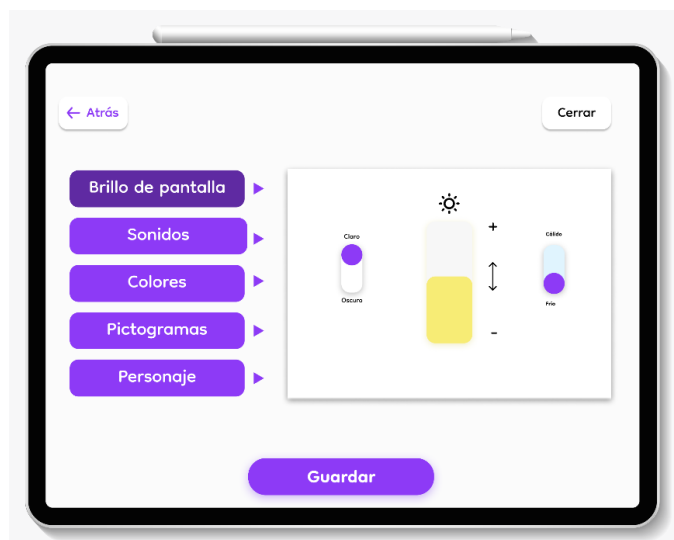 ← Atrás
Cerrar
Brillo de pantalla
Sonidos
Colores
Pictogramas
Personaje
Claro
Oscuro
+
-
Cálido
Frío
Guardar